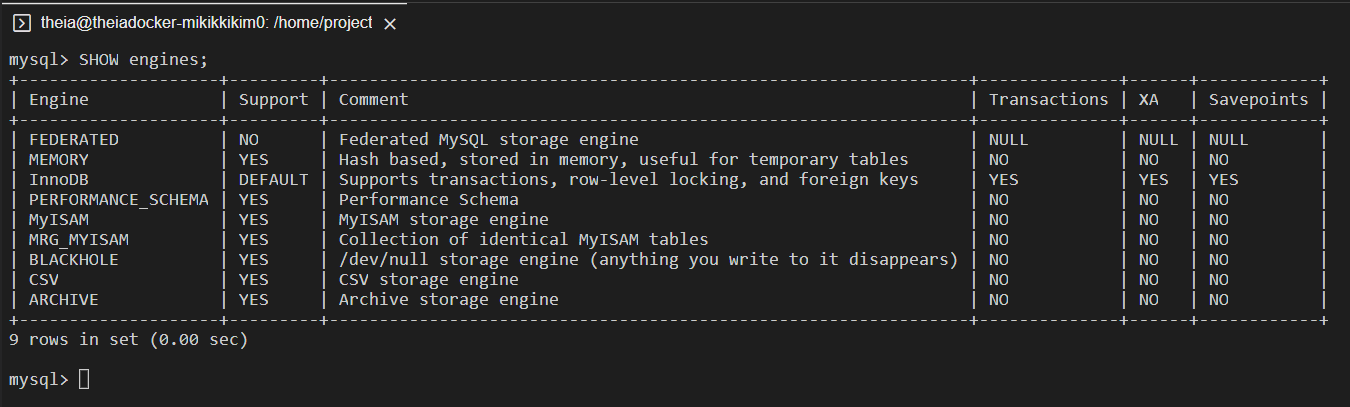 theia@theiadocker-mikikkikim0: /home/project
mysql> SHOW engines;
+--------------------+---------+----------------------------------------------------------------+--------------+------+------------+
| Engine             | Support | Comment                                                        | Transactions | XA   | Savepoints |
+--------------------+---------+----------------------------------------------------------------+--------------+------+------------+
| FEDERATED          | NO      | Federated MySQL storage engine                                 | NULL         | NULL | NULL       |
| MEMORY             | YES     | Hash based, stored in memory, useful for temporary tables      | NO           | NO   | NO         |
| InnoDB             | DEFAULT | Supports transactions, row-level locking, and foreign keys     | YES          | YES  | YES        |
| PERFORMANCE_SCHEMA | YES     | Performance Schema                                             | NO           | NO   | NO         |
| MyISAM             | YES     | MyISAM storage engine                                          | NO           | NO   | NO         |
| MRG_MYISAM         | YES     | Collection of identical MyISAM tables                          | NO           | NO   | NO         |
| BLACKHOLE          | YES     | /dev/null storage engine (anything you write to it disappears) | NO           | NO   | NO         |
| CSV                | YES     | CSV storage engine                                             | NO           | NO   | NO         |
| ARCHIVE            | YES     | Archive storage engine                                         | NO           | NO   | NO         |
+--------------------+---------+----------------------------------------------------------------+--------------+------+------------+
9 rows in set (0.00 sec)
mysql>